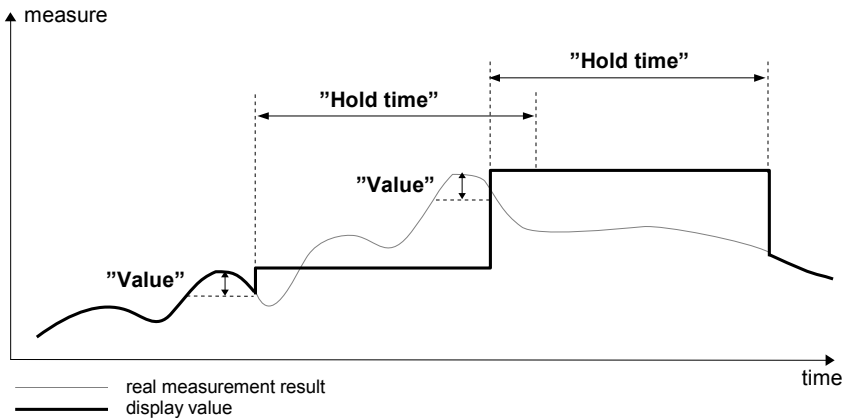 measure
”Hold time”
”Hold time”
”Value”
”Value”
time
real measurement result
display value